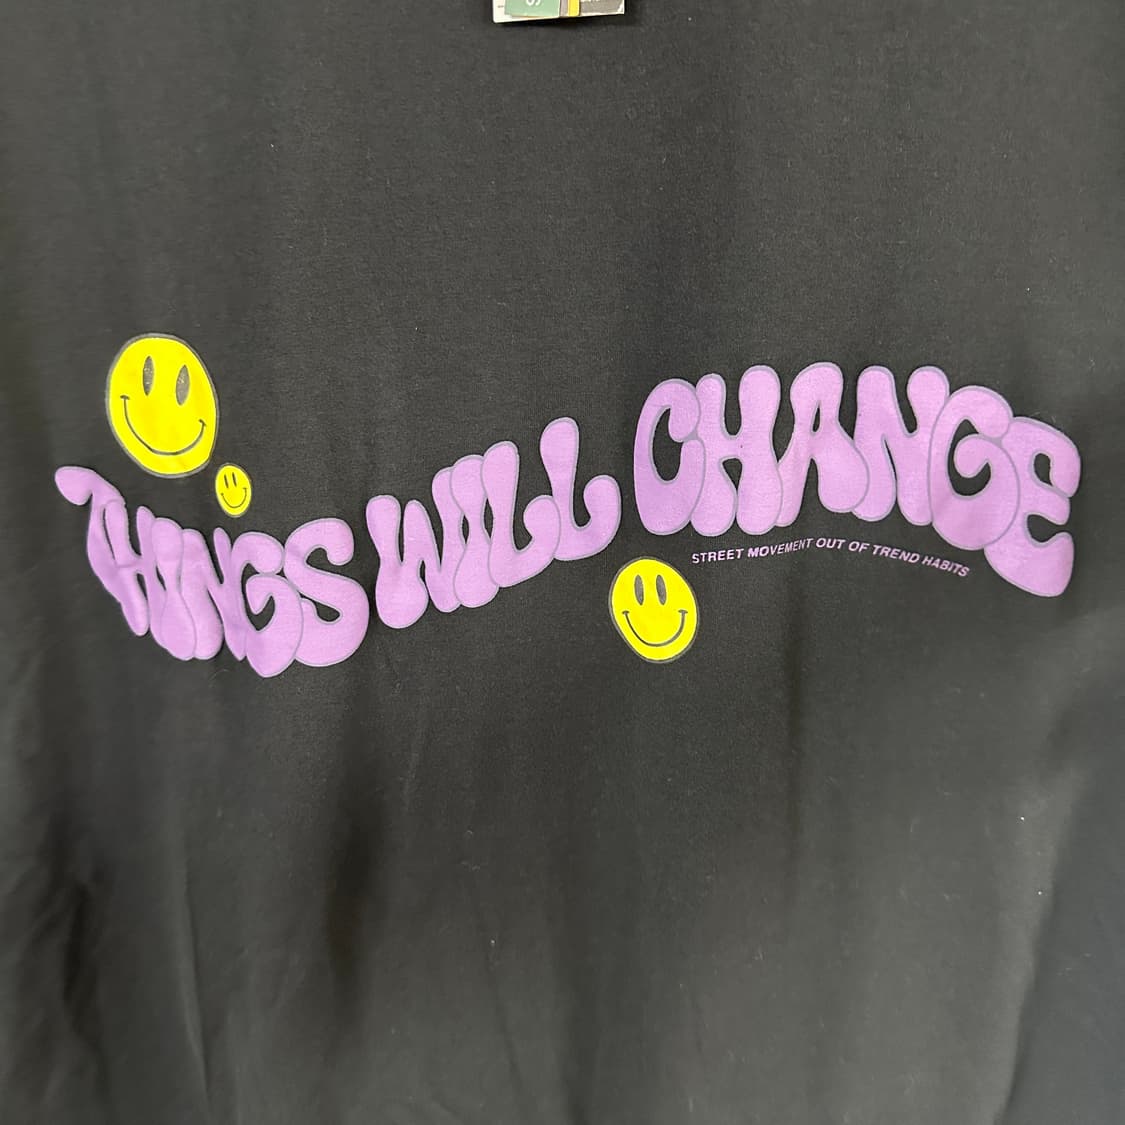 THINGS WILL CHANGE
STREET MOVEMENT OUT OF TREND HABITS